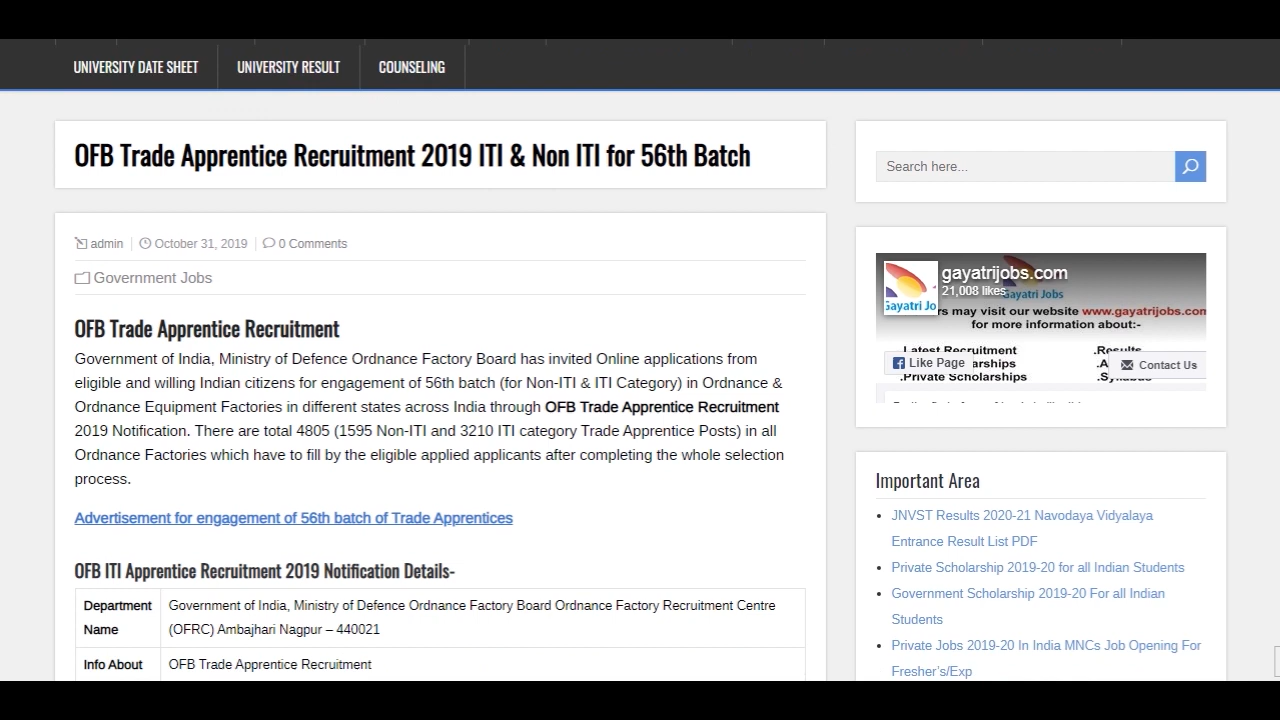 UNIVERSITY DATE SHEET
UNIVERSITY RESULT
COUNSELING
OFB Trade Apprentice Recruitment 2019 ITI & Non ITI for 56th Batch
admin
October 31, 2019
0 Comments
Government Jobs
OFB Trade Apprentice Recruitment
Government of India, Ministry of Defence Ordnance Factory Board has invited Online applications from
eligible and willing Indian citizens for engagement of 56th batch (for Non-ITI & ITI Category) in Ordnance &
Ordnance Equipment Factories in different states across India through OFB Trade Apprentice Recruitment
2019 Notification. There are total 4805 (1595 Non-ITI and 3210 ITI category Trade Apprentice Posts) in all
Ordnance Factories which have to fill by the eligible applied applicants after completing the whole selection
process.
Advertisement for engagement of 56th batch of Trade Apprentices
OFB ITI Apprentice Recruitment 2019 Notification Details-
Department Name
Government of India, Ministry of Defence Ordnance Factory Board Ordnance Factory Recruitment Centre
(OFRC) Ambajhari Nagpur – 440021
Info About
OFB Trade Apprentice Recruitment
Search here...
gayatrijobs.com
21,008 likes
Gayatri Jobs
may visit our website www.gayatrijobs.com
for more information about:-
.Latest Recruitment
.Results
Like Page
Contact Us
.Private Scholarships
Important Area
JNVST Results 2020-21 Navodaya Vidyalaya
Entrance Result List PDF
Private Scholarship 2019-20 for all Indian Students
Government Scholarship 2019-20 For all Indian
Students
Private Jobs 2019-20 In India MNCs Job Opening For
Fresher's/Exp